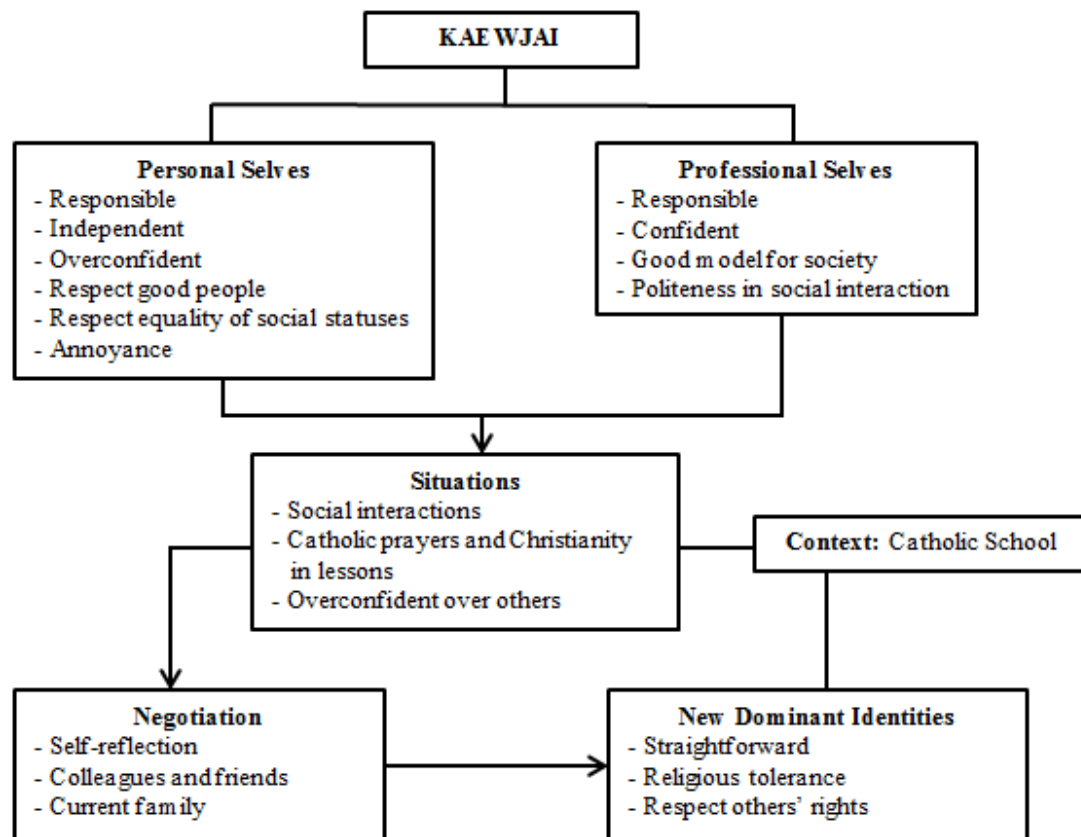 KAEWJAI
Personal Selves
- Responsible
- Independent
- Overconfident
- Respect good people
- Respect equality of social statuses
- Annoyance
Professional Selves
- Responsible
- Confident
- Good model for society
- Politeness in social interaction
Situations
- Social interactions
- Catholic prayers and Christianity
in lessons
- Overconfident over others
Context: Catholic School
Negotiation
- Self-reflection
- Colleagues and friends
- Current family
New Dominant Identities
- Straightforward
- Religious tolerance
- Respect others’ rights